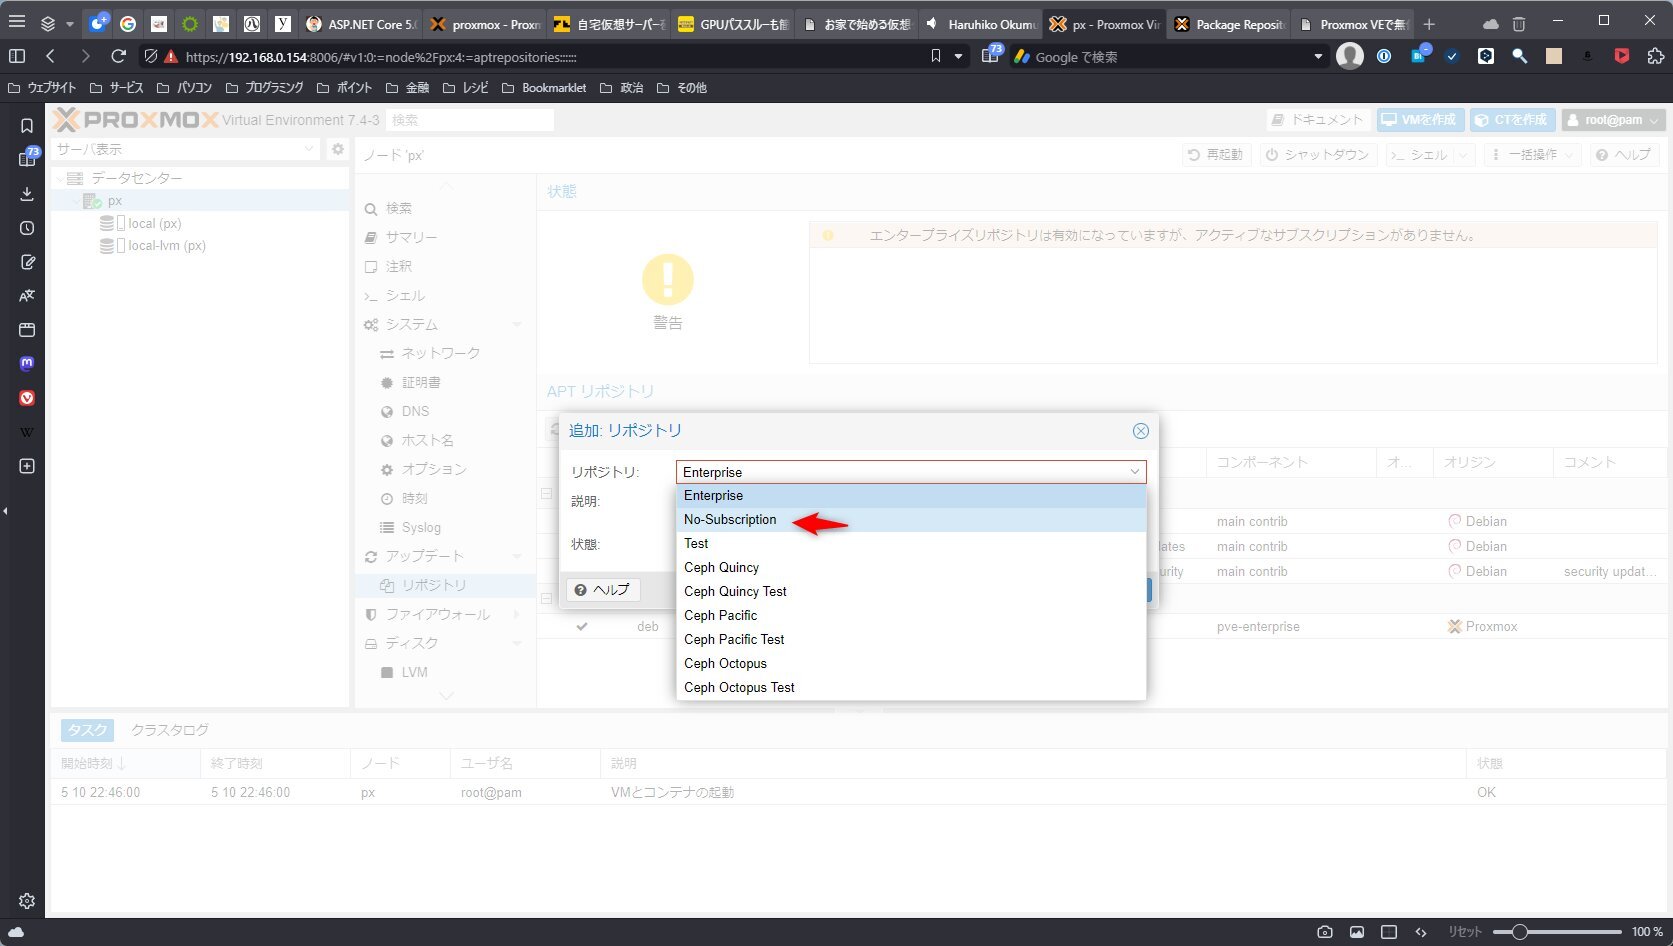 ASP.NET Core 5.
proxmox - Proxm
自宅仮想サーバーを
GPUパススルーも簡
お家で始める仮想
Haruhiko Okumu
px - Proxmox Vir
Package Reposito
Proxmox VEで無
https://192.168.0.154:8006/#v1:0:=node%2Fpx:4:=aptrepositories::::::
73
Google で検索
ウェブサイト
サービス
パソコン
プログラミング
ポイント
金融
レシピ
Bookmarklet
政治
その他
73
PROXMOX
Virtual Environment 7.4-3
検索
ドキュメント
VMを作成
CTを作成
root@pam
サーバ表示
ノード 'px'
再起動
シャットダウン
シェル
一括操作
ヘルプ
データセンター
px
local (px)
local-lvm (px)
検索
サマリー
注釈
シェル
システム
ネットワーク
証明書
DNS
ホスト名
オプション
時刻
Syslog
アップデート
リポジトリ
ファイアウォール
ディスク
LVM
状態
警告
エンタープライズリポジトリは有効になっていますが、アクティブなサブスクリプションがありません。
APT リポジトリ
コンポーネント
オ...
オリジン
コメント
main contrib
Debian
lates
main contrib
Debian
urity
main contrib
Debian
security updat...
deb
pve-enterprise
Proxmox
追加: リポジトリ
リポジトリ:
Enterprise
説明:
状態:
ヘルプ
Enterprise
No-Subscription
Test
Ceph Quincy
Ceph Quincy Test
Ceph Pacific
Ceph Pacific Test
Ceph Octopus
Ceph Octopus Test
タスク
クラスタログ
開始時刻↓
終了時刻
ノード
ユーザ名
説明
状態
5 10 22:46:00
5 10 22:46:00
px
root@pam
VMとコンテナの起動
OK
リセット
100 %